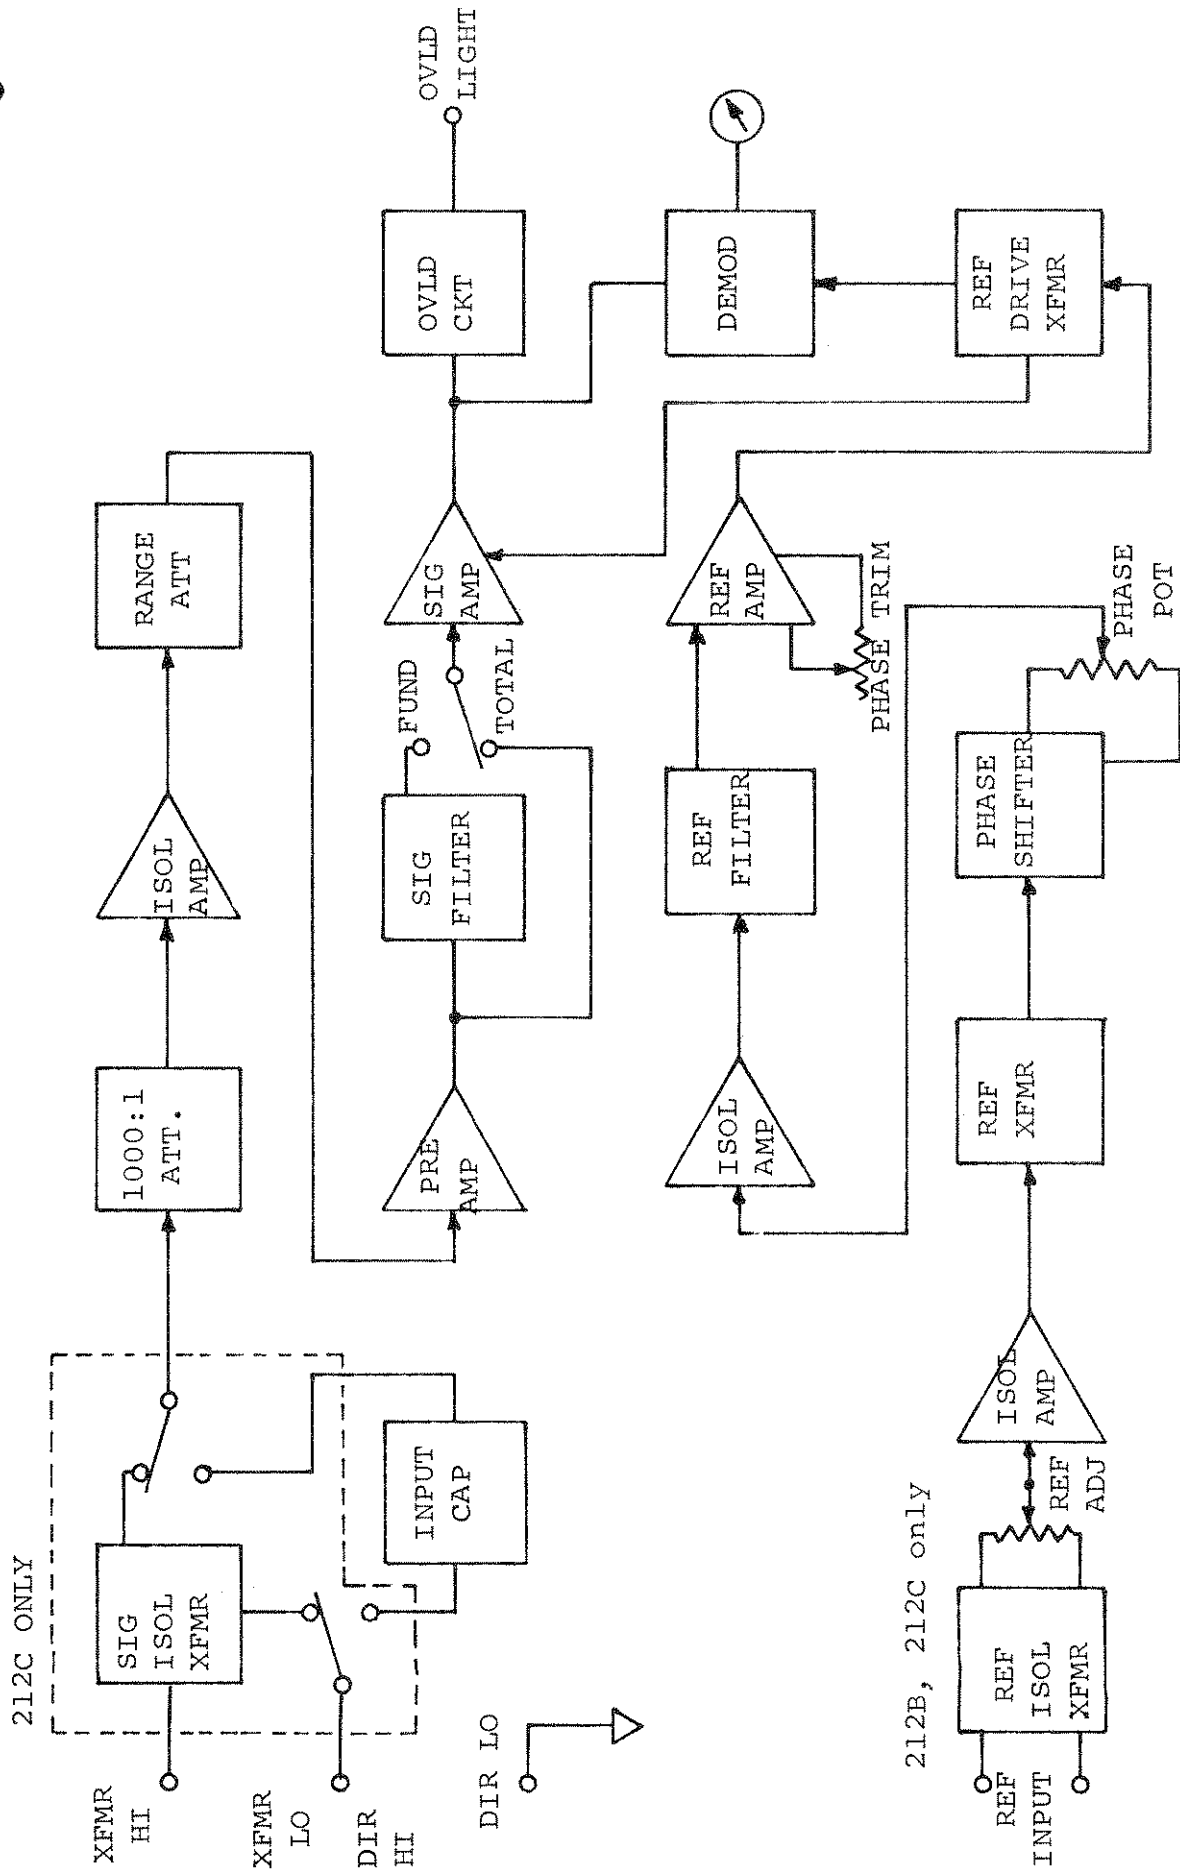 212C ONLY
XFMR
HI
SIG
ISOL
XFMR
1000:1
ATT.
ISOL
AMP
RANGE
ATT
XFMR
LO
DIR
HI
INPUT
CAP
DIR LO
PRE
AMP
SIG
FILTER
FUND
TOTAL
SIG
AMP
OVLD
CKT
OVLD
LIGHT
ISOL
AMP
REF
FILTER
REF
AMP
PHASE TRIM
DEMOD
212B, 212C only
REF
INPUT
REF
ISOL
XFMR
REF
ADJ
ISOL
AMP
REF
XFMR
PHASE
SHIFTER
PHASE
POT
REF
DRIVE
XFMR